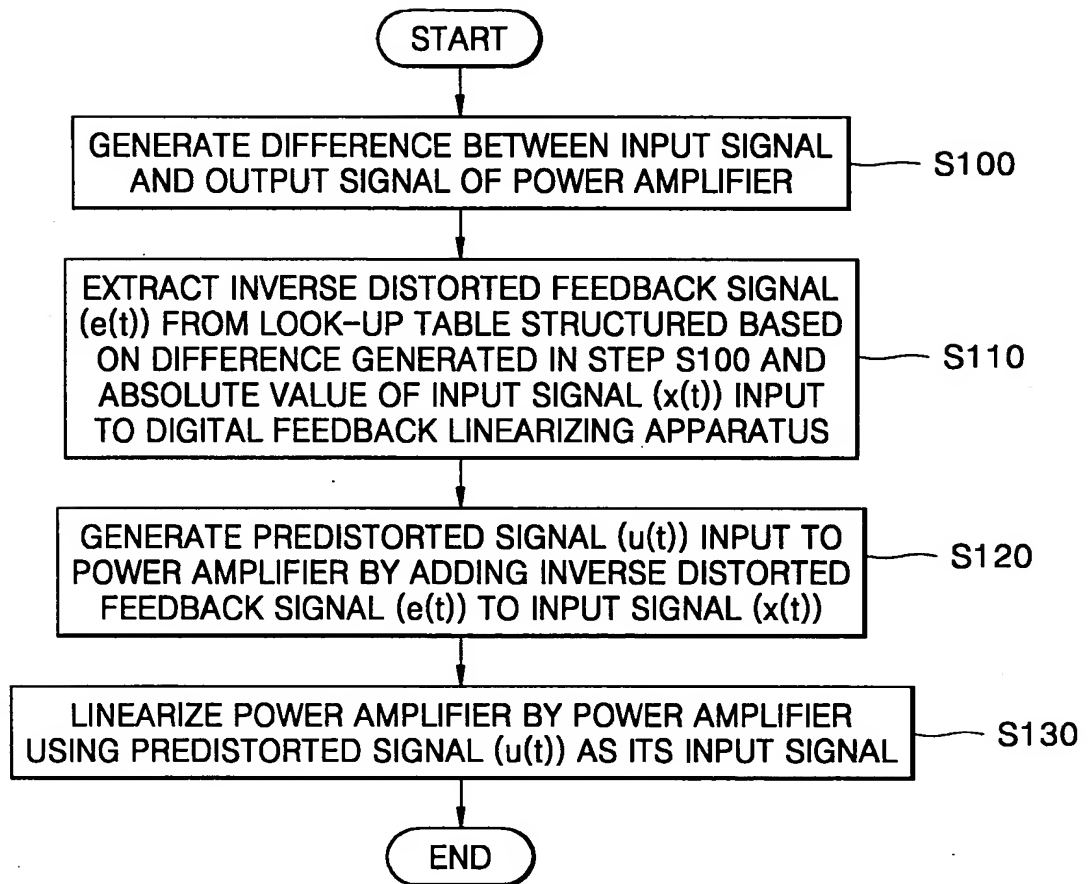 START
GENERATE DIFFERENCE BETWEEN INPUT SIGNAL
AND OUTPUT SIGNAL OF POWER AMPLIFIER
S100
EXTRACT INVERSE DISTORTED FEEDBACK SIGNAL
(e(t)) FROM LOOK-UP TABLE STRUCTURED BASED
ON DIFFERENCE GENERATED IN STEP S100 AND
ABSOLUTE VALUE OF INPUT SIGNAL (x(t)) INPUT
TO DIGITAL FEEDBACK LINEARIZING APPARATUS
S110
GENERATE PREDISTORTED SIGNAL (u(t)) INPUT TO
POWER AMPLIFIER BY ADDING INVERSE DISTORTED
FEEDBACK SIGNAL (e(t)) TO INPUT SIGNAL (x(t))
S120
LINEARIZE POWER AMPLIFIER BY POWER AMPLIFIER
USING PREDISTORTED SIGNAL (u(t)) AS ITS INPUT SIGNAL
S130
END